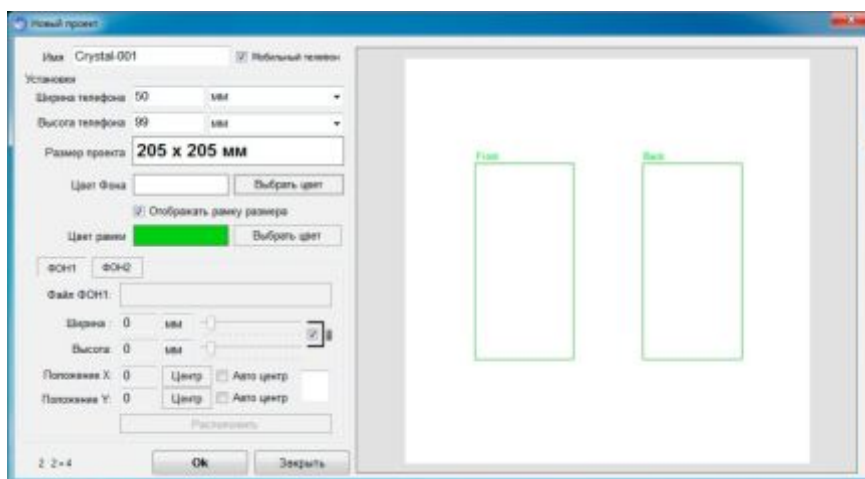 Новый проект
Имя Crystal-001 Мобильный телефон
Установки
Ширина телефона 50 мм
Высота телефона 99 мм
Размер проекта 205 x 205 мм
Цвет Фона Выбрать цвет
Отображать рамку размера
Цвет рамки Выбрать цвет
ФОН1 ФОН2
Файл ФОН1:
Ширина : 0 мм
Высота: 0 мм
Положение X: 0 Центр Авто центр
Положение Y: 0 Центр Авто центр
Распознать
2 2=4 Ok Закрыть
Front Back